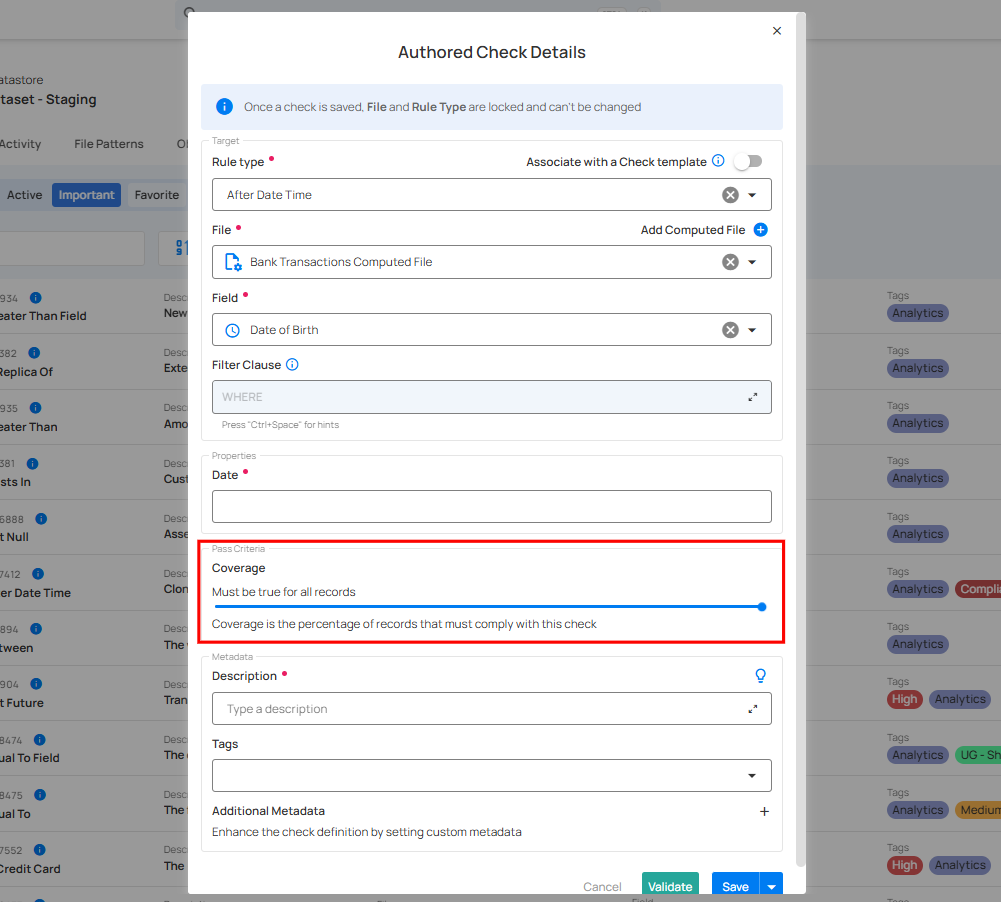 Authored Check Details
Once a check is saved, File and Rule Type are locked and can't be changed
Target
Rule type
Associate with a Check template
After Date Time
File
Add Computed File
Bank Transactions Computed File
Field
Date of Birth
Filter Clause
WHERE
Press "Ctrl+Space" for hints
Properties
Date
Pass Criteria
Coverage
Must be true for all records
Coverage is the percentage of records that must comply with this check
Metadata
Description
Type a description
Tags
Additional Metadata
Enhance the check definition by setting custom metadata
Cancel
Validate
Save
atastore
taset - Staging
Activity
File Patterns
Active
Important
Favorite
934
Desc
Tags
eater Than Field
New
Analytics
382
Desc
Tags
Replica Of
Exte
Analytics
935
Desc
Tags
eater Than
Amo
Analytics
381
Desc
Tags
sts In
Cust
Analytics
6888
Desc
Tags
t Null
Asse
Analytics
7412
Desc
Tags
er Date Time
Clon
Analytics
Complia
894
Desc
Tags
tween
The
Analytics
904
Desc
Tags
t Future
Tran
High
Analytics
8474
Desc
Tags
ual To Field
The
Analytics
UG - Sh
8475
Desc
Tags
ual To
The
Analytics
Medium
7552
Desc
Tags
Credit Card
The
High
Analytics